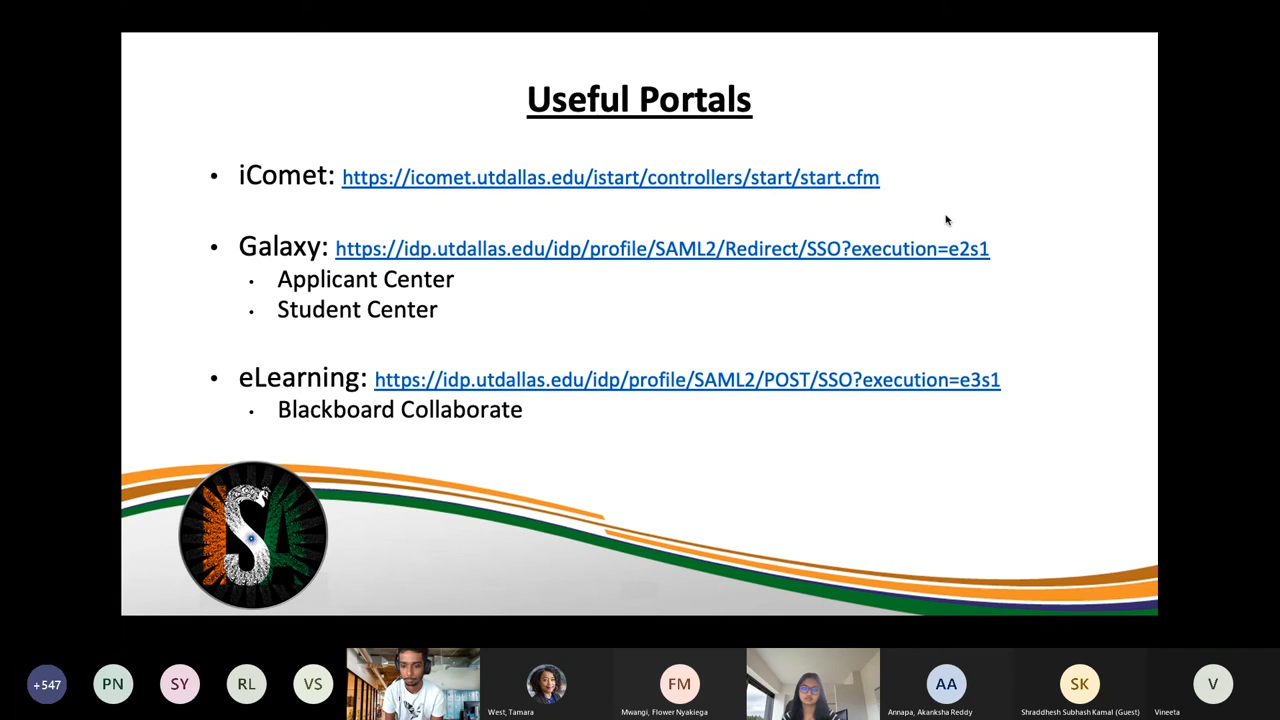 Useful Portals
• iComet: https://icomet.utdallas.edu/istart/controllers/start/start.cfm
• Galaxy: https://idp.utdallas.edu/idp/profile/SAML2/Redirect/SSO?execution=e2s1
• Applicant Center
• Student Center
• eLearning: https://idp.utdallas.edu/idp/profile/SAML2/POST/SSO?execution=e3s1
• Blackboard Collaborate
ISA
+547
PN
SY
RL
VS
West, Tamara
FM
Mwangi, Flower Nyakiega
AA
Annapa, Akanksha Reddy
SK
Shraddhesh Subhash Kamal (Guest)
V
Vineeta